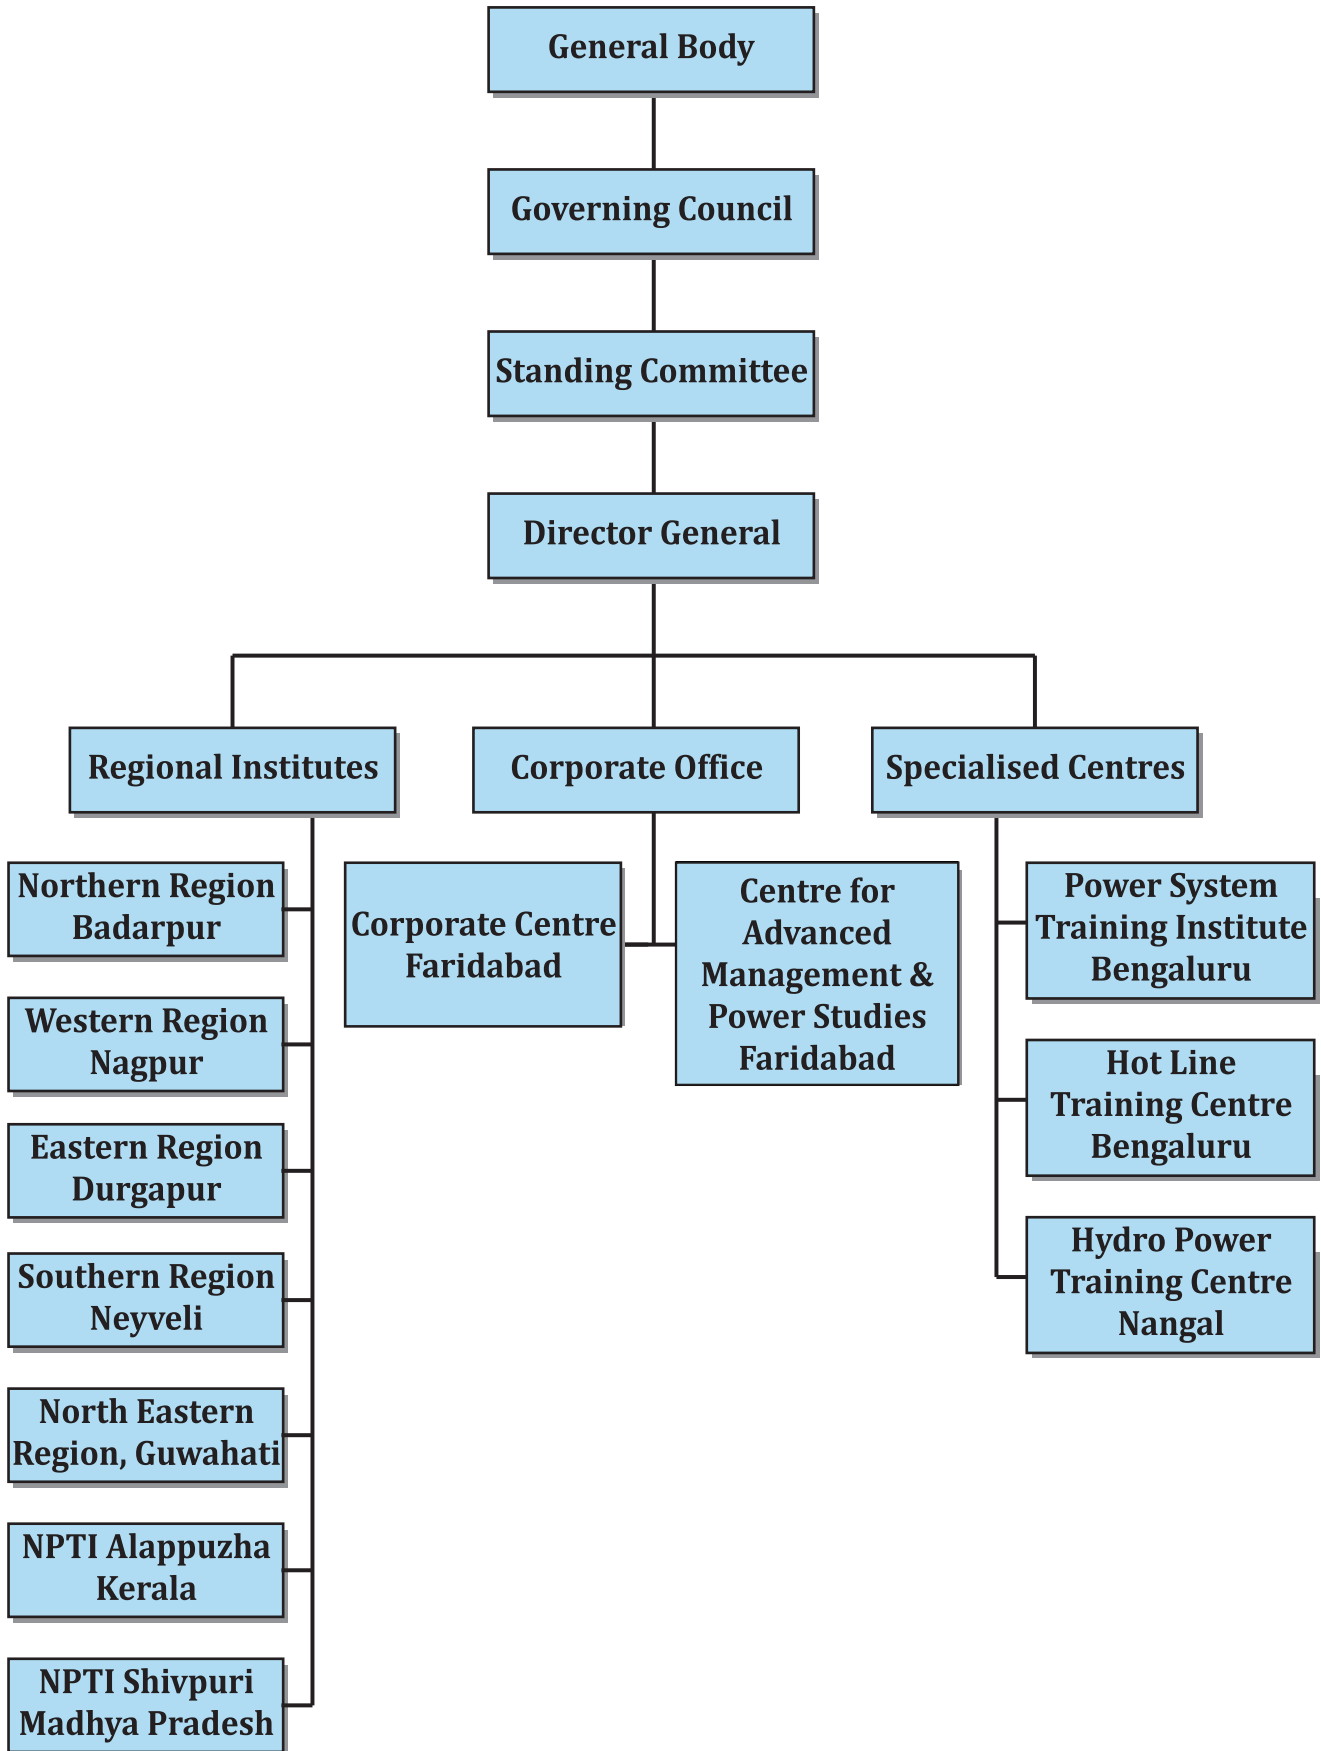 General Body
Governing Council
Standing Committee
Director General
Regional Institutes
Corporate Office
Specialised Centres
Northern Region
Badarpur
Western Region
Nagpur
Eastern Region
Durgapur
Southern Region
Neyveli
North Eastern
Region, Guwahati
NPTI Alappuzha
Kerala
NPTI Shivpuri
Madhya Pradesh
Corporate Centre
Faridabad
Centre for
Advanced
Management &
Power Studies
Faridabad
Power System
Training Institute
Bengaluru
Hot Line
Training Centre
Bengaluru
Hydro Power
Training Centre
Nangal